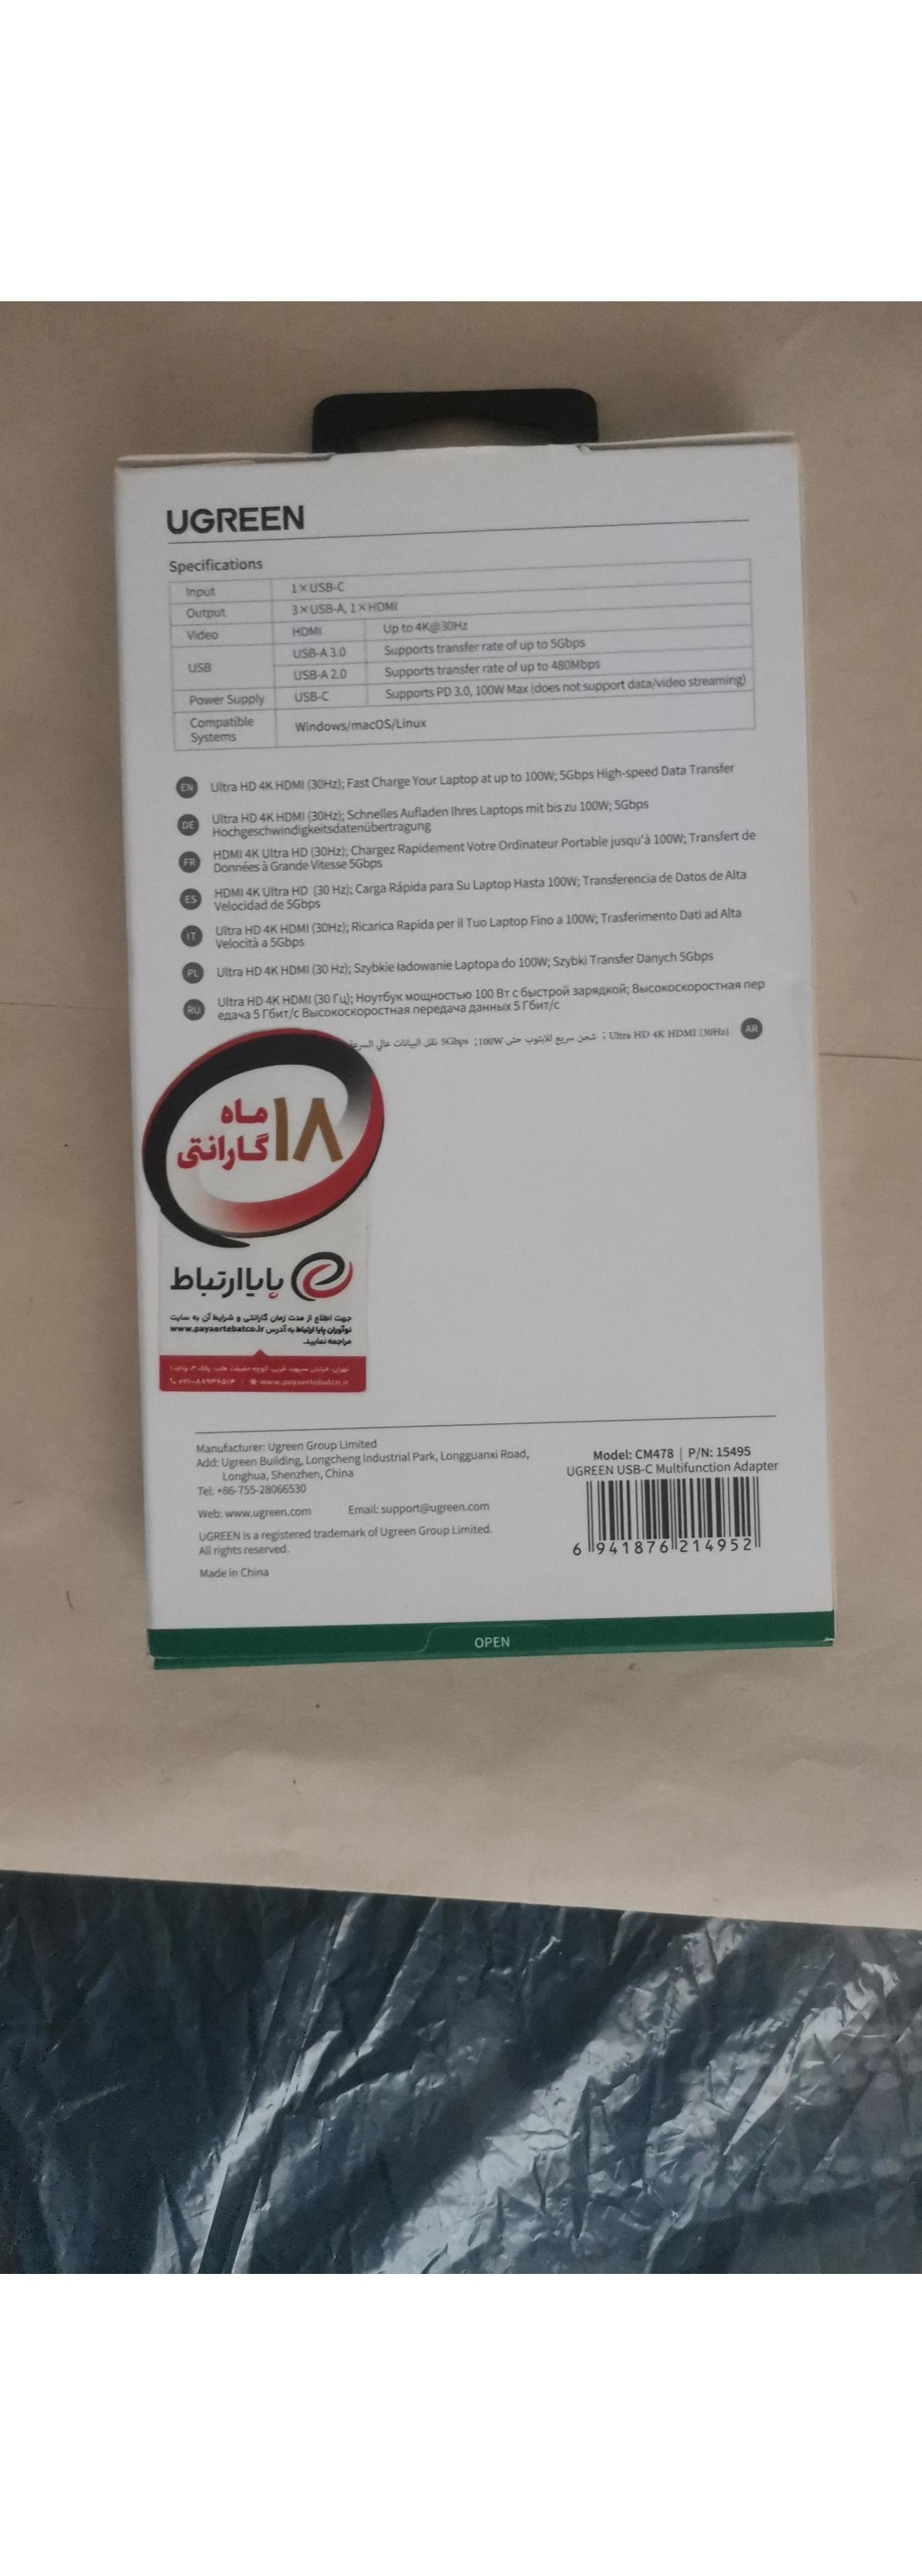 UGREEN
Specifications
Input 1×USB-C
Output 3×USB-A, 1×HDMI
Video HDMI Up to 4K@30Hz
USB USB-A 3.0 Supports transfer rate of up to 5Gbps
USB-A 2.0 Supports transfer rate of up to 480Mbps
Power Supply USB-C Supports PD 3.0, 100W Max (does not support data/video streaming)
Compatible Systems Windows/macOS/Linux
EN Ultra HD 4K HDMI (30Hz); Fast Charge Your Laptop at up to 100W; 5Gbps High-speed Data Transfer
DE Ultra HD 4K HDMI (30Hz); Schnelles Aufladen Ihres Laptops mit bis zu 100W; 5Gbps
Hochgeschwindigkeitsdatenübertragung
FR HDMI 4K Ultra HD (30Hz); Chargez Rapidement Votre Ordinateur Portable jusqu'à 100W; Transfert de
Données à Grande Vitesse 5Gbps
ES HDMI 4K Ultra HD (30 Hz); Carga Rápida para Su Laptop Hasta 100W; Transferencia de Datos de Alta
Velocidad de 5Gbps
IT Ultra HD 4K HDMI (30Hz); Ricarica Rapida per il Tuo Laptop Fino a 100W; Trasferimento Dati ad Alta
Velocità a 5Gbps
PL Ultra HD 4K HDMI (30 Hz); Szybkie ładowanie Laptopa do 100W; Szybki Transfer Danych 5Gbps
RU Ultra HD 4K HDMI (30 Гц); Ноутбук мощностью 100 Вт с быстрой зарядкой; Высокоскоростная пер
едача 5 Гбит/с Высокоскоростная передача данных 5 Гбит/с
AR Ultra HD 4K HDMI (30Hz) ؛ شحن سريع للابتوب حتى 100W؛ 5Gbps نقل البيانات عالي السرعة
۱۸ ماه
گارانتی
پایا ارتباط
جهت اطلاع از مدت زمان گارانتی و شرایط آن به سایت
نوآوران پایا ارتباط به آدرس www.payaertebatco.ir
مراجعه نمایید.
www.payaertebatco.ir
Manufacturer: Ugreen Group Limited
Add: Ugreen Building, Longcheng Industrial Park, Longguanxi Road,
Longhua, Shenzhen, China
Tel: +86-755-28066530
Web: www.ugreen.com Email: support@ugreen.com
UGREEN is a registered trademark of Ugreen Group Limited.
All rights reserved.
Made in China
Model: CM478 | P/N: 15495
UGREEN USB-C Multifunction Adapter
6 941876 214952
OPEN